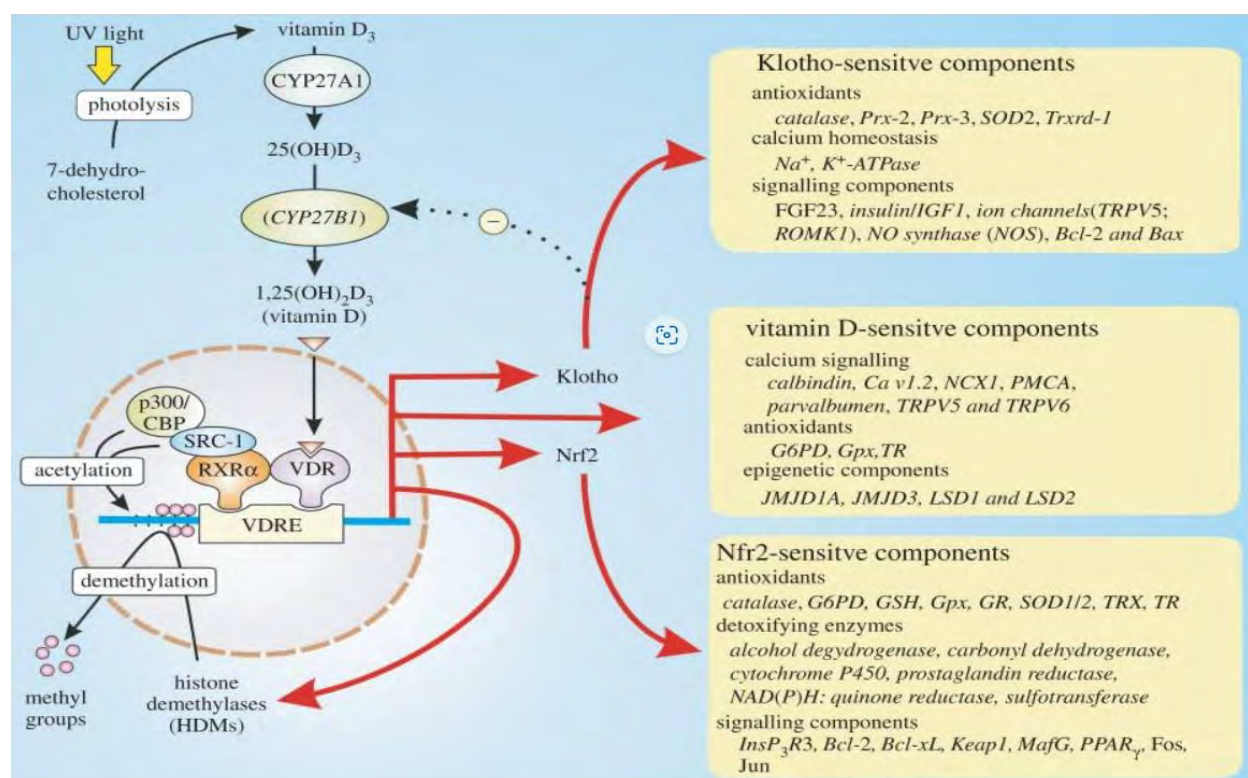 UV light
photolysis
7-dehydro-
cholesterol
vitamin D₃
CYP27A1
25(OH)D₃
(CYP27B1)
−
1,25(OH)₂D₃
(vitamin D)
p300/
CBP
SRC-1
acetylation
RXRα
VDR
VDRE
demethylation
methyl
groups
histone
demethylases
(HDMs)
Klotho
Nrf2
Klotho-sensitve components
antioxidants
catalase, Prx-2, Prx-3, SOD2, Trxrd-1
calcium homeostasis
Na⁺, K⁺-ATPase
signalling components
FGF23, insulin/IGF1, ion channels(TRPV5;
ROMK1), NO synthase (NOS), Bcl-2 and Bax
vitamin D-sensitve components
calcium signalling
calbindin, Ca v1.2, NCX1, PMCA,
parvalbumen, TRPV5 and TRPV6
antioxidants
G6PD, Gpx,TR
epigenetic components
JMJD1A, JMJD3, LSD1 and LSD2
Nfr2-sensitve components
antioxidants
catalase, G6PD, GSH, Gpx, GR, SOD1/2, TRX, TR
detoxifying enzymes
alcohol degydrogenase, carbonyl dehydrogenase,
cytochrome P450, prostaglandin reductase,
NAD(P)H: quinone reductase, sulfotransferase
signalling components
InsP₃R3, Bcl-2, Bcl-xL, Keap1, MafG, PPARᵧ, Fos,
Jun